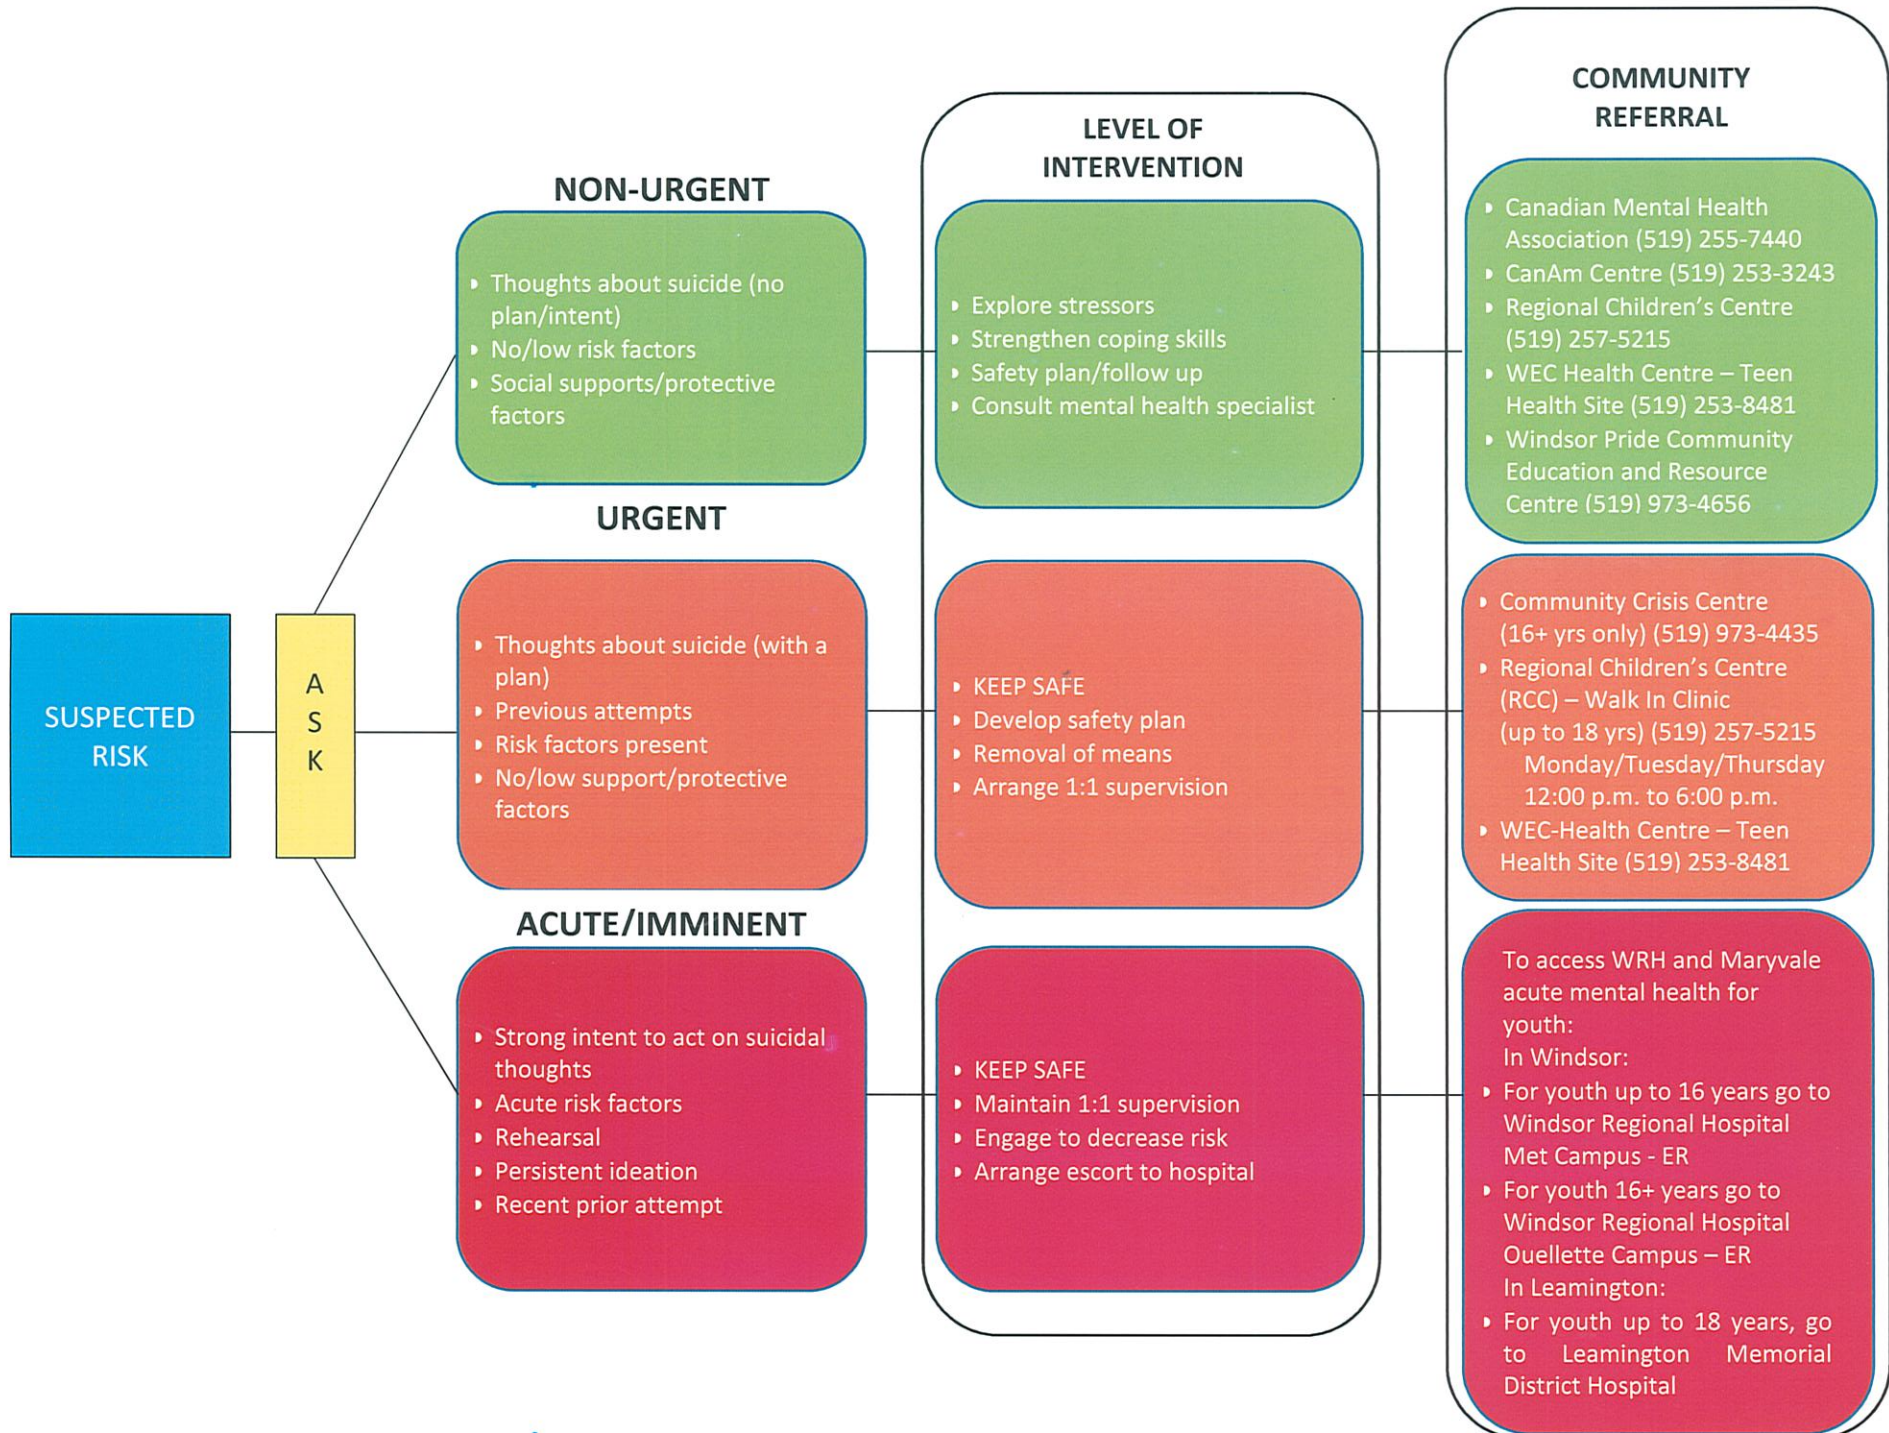 SUSPECTED
RISK
A
S
K
NON-URGENT
• Thoughts about suicide (no
plan/intent)
• No/low risk factors
• Social supports/protective
factors
URGENT
• Thoughts about suicide (with a
plan)
• Previous attempts
• Risk factors present
• No/low support/protective
factors
ACUTE/IMMINENT
• Strong intent to act on suicidal
thoughts
• Acute risk factors
• Rehearsal
• Persistent ideation
• Recent prior attempt
LEVEL OF
INTERVENTION
• Explore stressors
• Strengthen coping skills
• Safety plan/follow up
• Consult mental health specialist
• KEEP SAFE
• Develop safety plan
• Removal of means
• Arrange 1:1 supervision
• KEEP SAFE
• Maintain 1:1 supervision
• Engage to decrease risk
• Arrange escort to hospital
COMMUNITY
REFERRAL
• Canadian Mental Health
Association (519) 255-7440
• CanAm Centre (519) 253-3243
• Regional Children’s Centre
(519) 257-5215
• WEC Health Centre – Teen
Health Site (519) 253-8481
• Windsor Pride Community
Education and Resource
Centre (519) 973-4656
• Community Crisis Centre
(16+ yrs only) (519) 973-4435
• Regional Children’s Centre
(RCC) – Walk In Clinic
(up to 18 yrs) (519) 257-5215
Monday/Tuesday/Thursday
12:00 p.m. to 6:00 p.m.
• WEC-Health Centre – Teen
Health Site (519) 253-8481
To access WRH and Maryvale
acute mental health for
youth:
In Windsor:
• For youth up to 16 years go to
Windsor Regional Hospital
Met Campus - ER
• For youth 16+ years go to
Windsor Regional Hospital
Ouellette Campus – ER
In Leamington:
• For youth up to 18 years, go
to Leamington Memorial
District Hospital